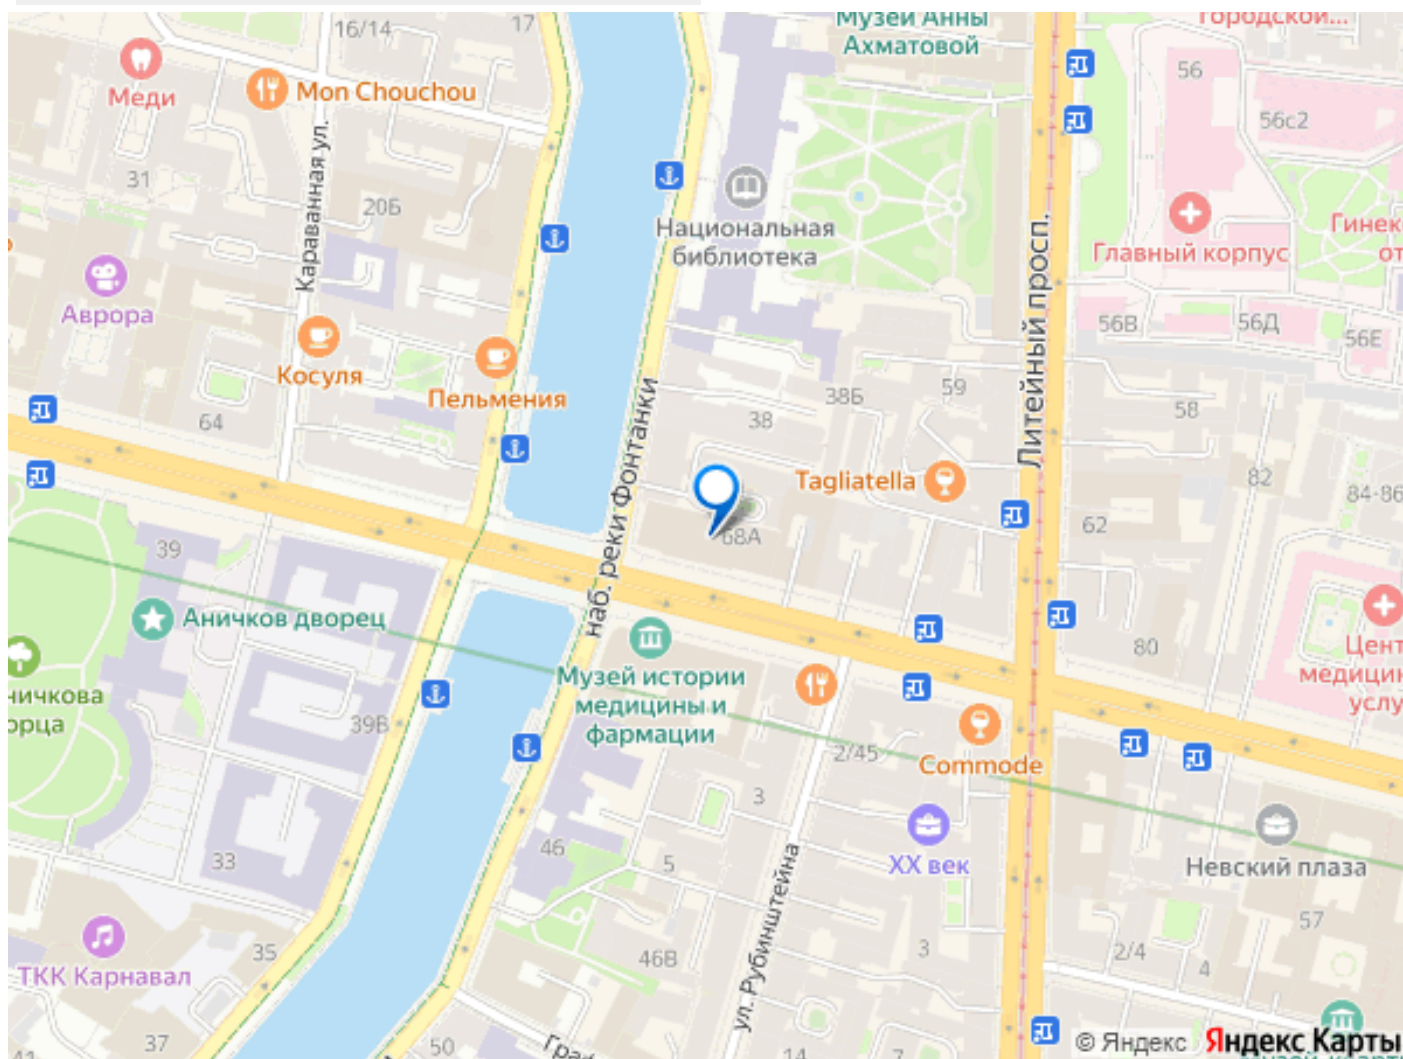 16/14
17
Музей Анны
Ахматовой
городской...
Меди
Mon Chouchou
56
56с2
31
20Б
Караванная ул.
Национальная
библиотека
Литейный просп.
Главный корпус
Гинек
от
Аврора
56В
56Д
56Е
Косуля
Пельмения
наб. реки Фонтанки
38Б
59
58
64
38
Tagliatella
82
84-86
62
68А
39
Аничков дворец
Музей истории
медицины и
фармации
80
Цент
медицин
услу
ничкова
орца
39В
2/45
Commode
3
46
5
33
XX век
Невский плаза
ул. Рубинштейна
57
ТКК Карнавал
35
46В
3
2/4
4
37
50
Граф
14
© Яндекс Яндекс Карты